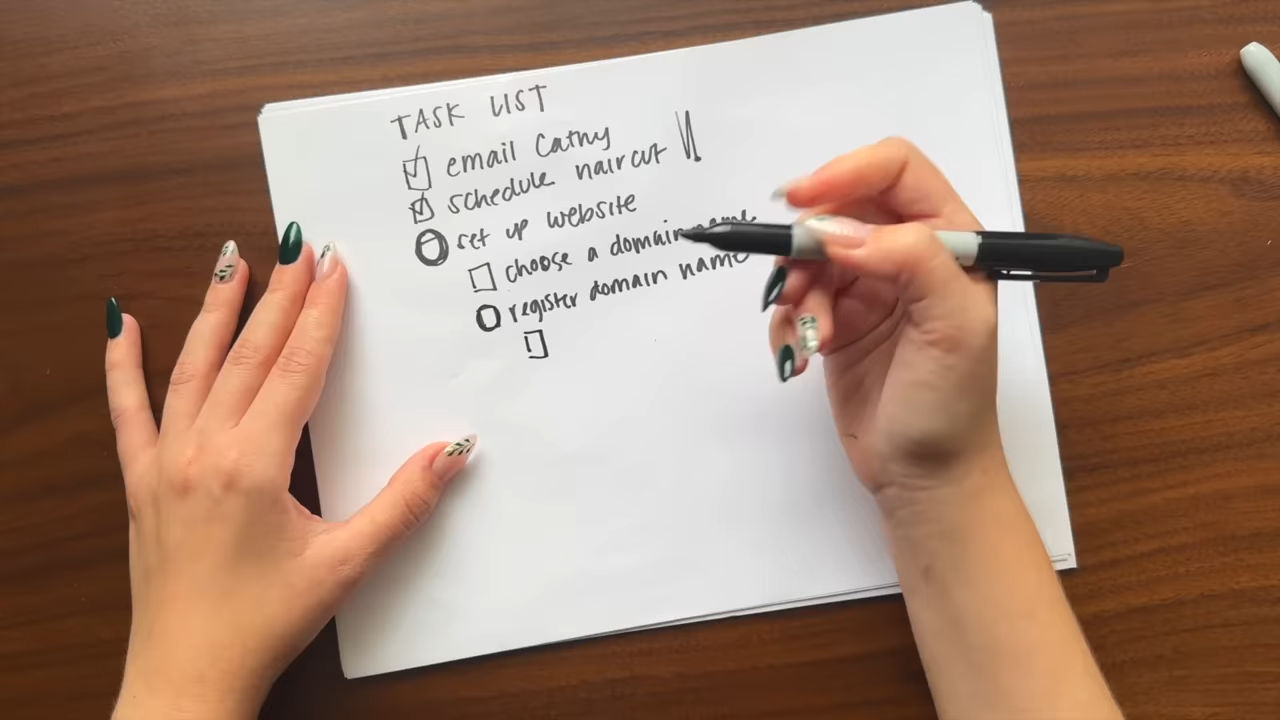 TASK LIST
email Cathy
schedule haircut
set up website
choose a domain name
register domain name